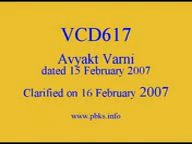 VCD617
Avyakt Varni
dated 15 February 2007
Clarified on 16 February 2007
www.pbks.info